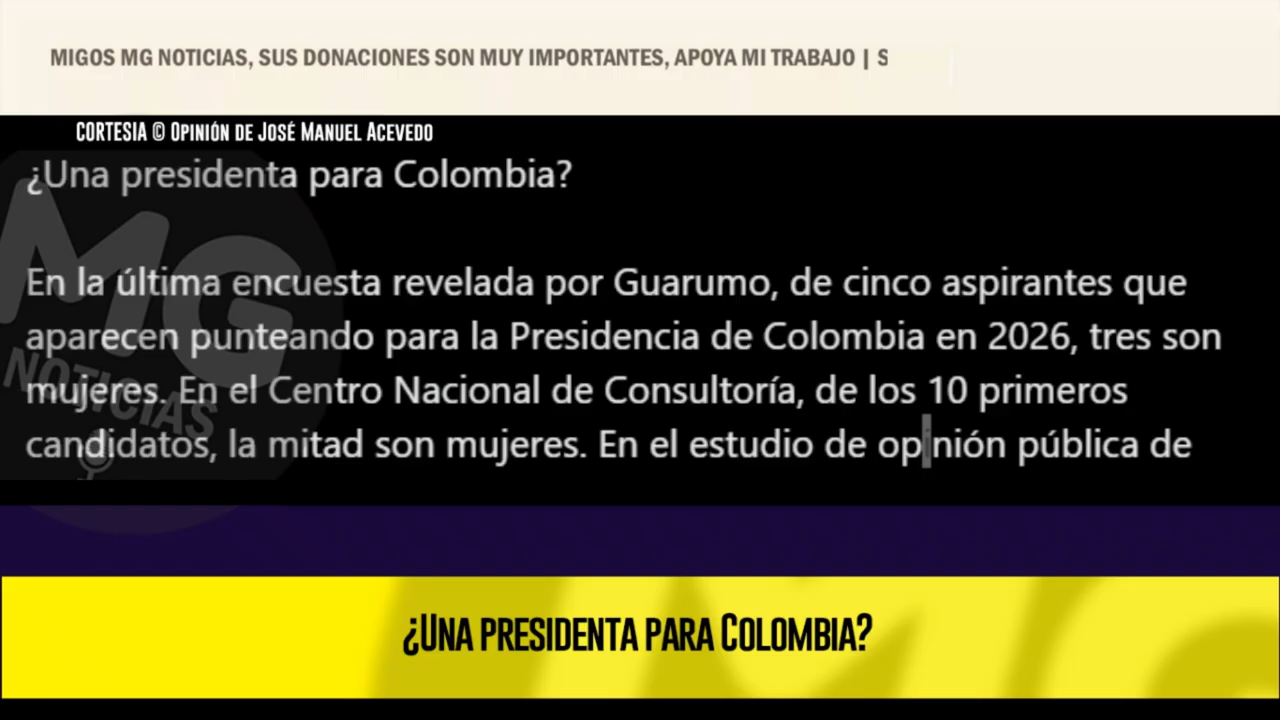 MIGOS MG NOTICIAS, SUS DONACIONES SON MUY IMPORTANTES, APOYA MI TRABAJO | S
CORTESIA © OPINIÓN DE JOSÉ MANUEL ACEVEDO
¿Una presidenta para Colombia?
En la última encuesta revelada por Guarumo, de cinco aspirantes que
aparecen punteando para la Presidencia de Colombia en 2026, tres son
mujeres. En el Centro Nacional de Consultoría, de los 10 primeros
candidatos, la mitad son mujeres. En el estudio de opinión pública de
MG
NOTICIAS
¿UNA PRESIDENTA PARA COLOMBIA?